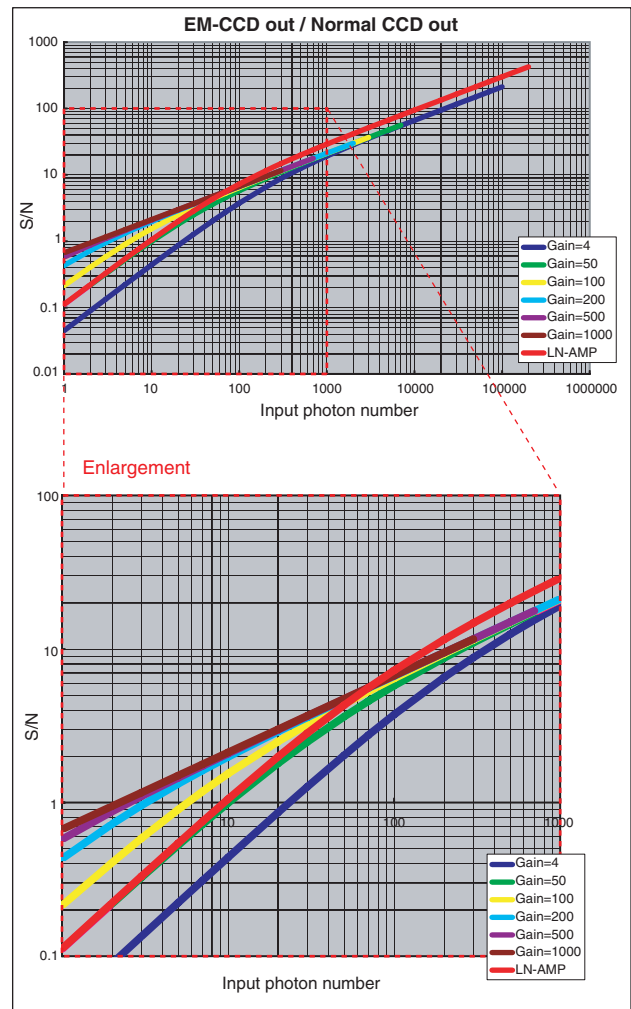 EM-CCD out / Normal CCD out
1000
100
10
1
0.1
0.01
S/N
1 10 100 1000 10000 100000 1000000
Input photon number
Gain=4
Gain=50
Gain=100
Gain=200
Gain=500
Gain=1000
LN-AMP
Enlargement
100
10
1
0.1
S/N
10 100 1000
Gain=4
Gain=50
Gain=100
Gain=200
Gain=500
Gain=1000
LN-AMP
Input photon number